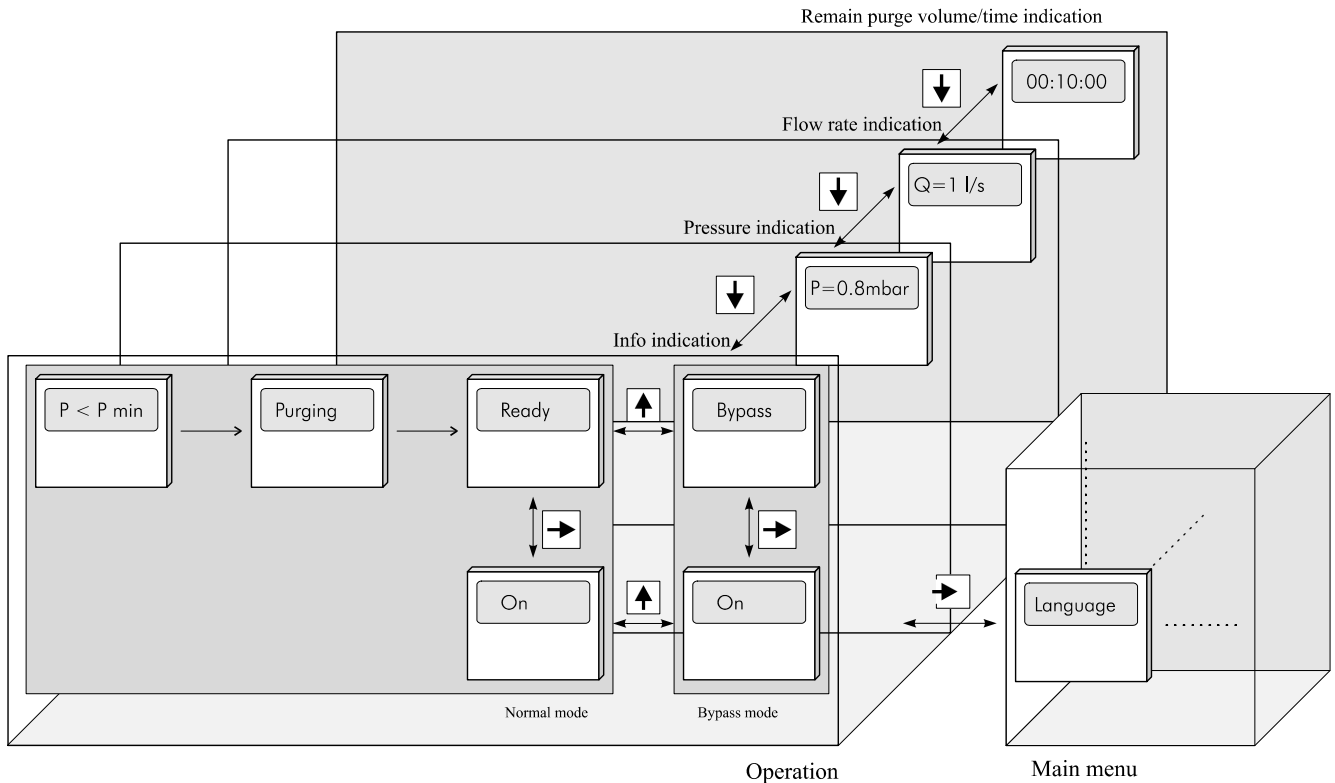 Remain purge volume/time indication
00:10:00
Flow rate indication
Q=1 l/s
Pressure indication
P=0.8mbar
Info indication
P < P min
Purging
Ready
Bypass
On
On
Language
Normal mode
Bypass mode
Operation
Main menu